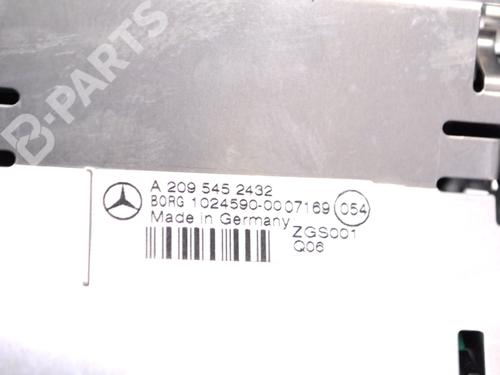 B-PARTS
A 209 545 2432
BORG 1024590-0007169 054
Made in Germany
ZGS001
Q06